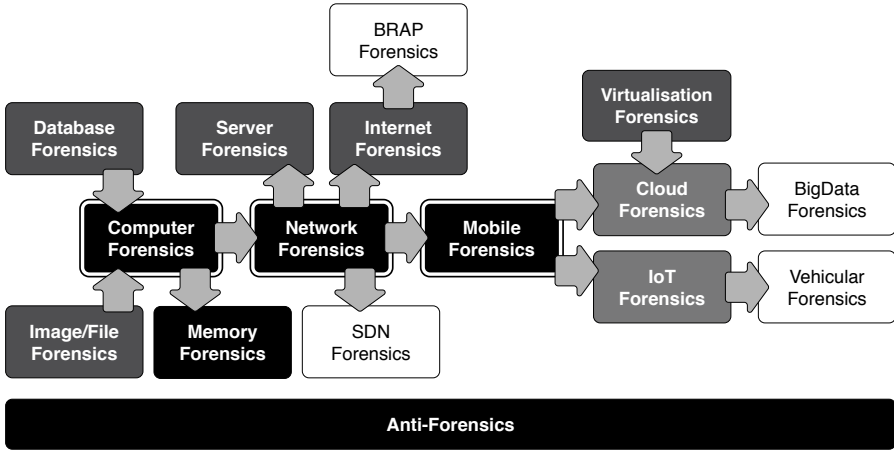 BRAP
Forensics
Database
Forensics
Server
Forensics
Internet
Forensics
Virtualisation
Forensics
Computer
Forensics
Network
Forensics
Mobile
Forensics
Cloud
Forensics
BigData
Forensics
IoT
Forensics
Vehicular
Forensics
Image/File
Forensics
Memory
Forensics
SDN
Forensics
Anti-Forensics